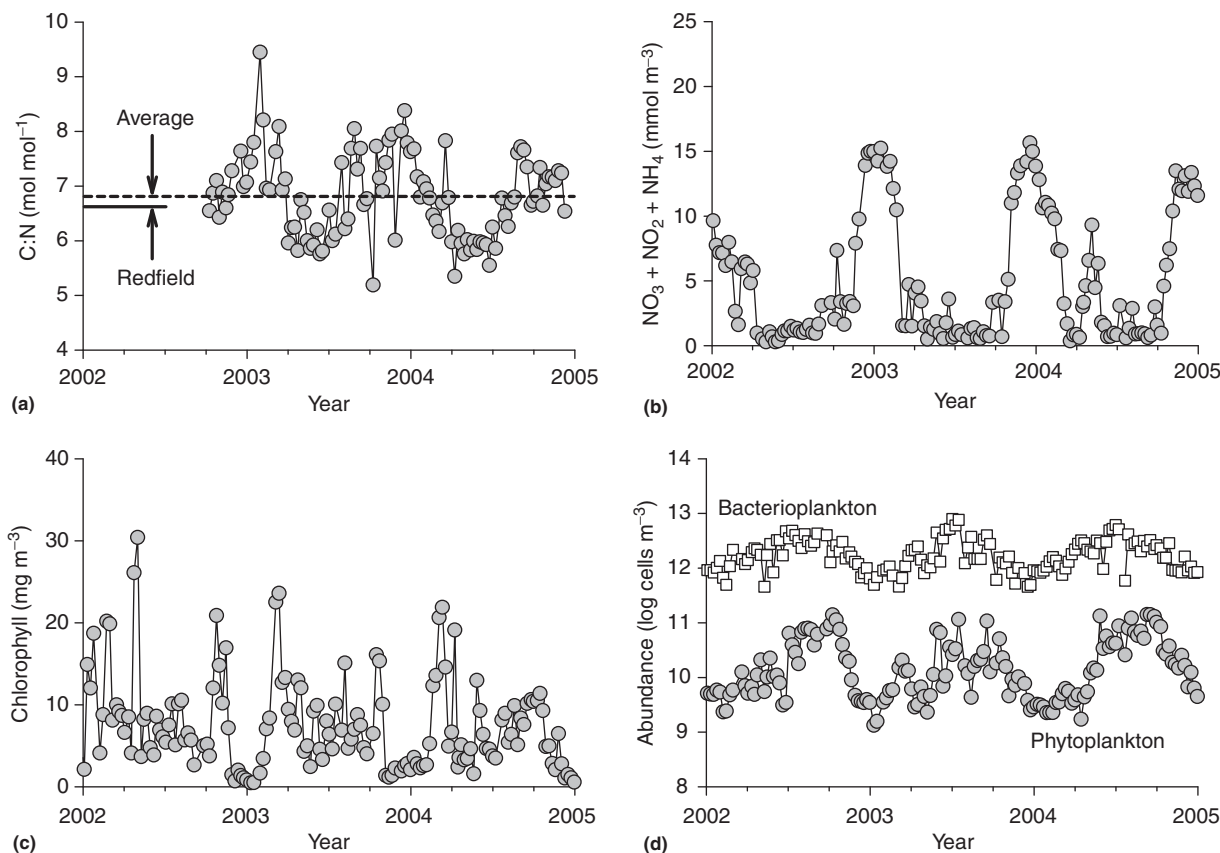 10
9
8
7
6
5
4
C:N (mol mol⁻¹)
Average
Redfield
2002 2003 2004 2005
Year
(a)
25
20
15
10
5
0
NO₃ + NO₂ + NH₄ (mmol m⁻³)
2002 2003 2004 2005
Year
(b)
40
30
20
10
0
Chlorophyll (mg m⁻³)
2002 2003 2004 2005
Year
(c)
14
13
12
11
10
9
8
Abundance (log cells m⁻³)
Bacterioplankton
Phytoplankton
2002 2003 2004 2005
Year
(d)